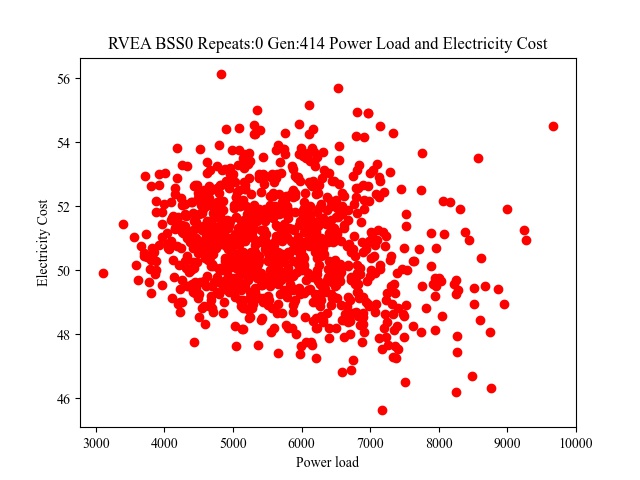 RVEA BSS0 Repeats:0 Gen:414 Power Load and Electricity Cost
56
54
52
50
48
46
Electricity Cost
3000 4000 5000 6000 7000 8000 9000 10000
Power load